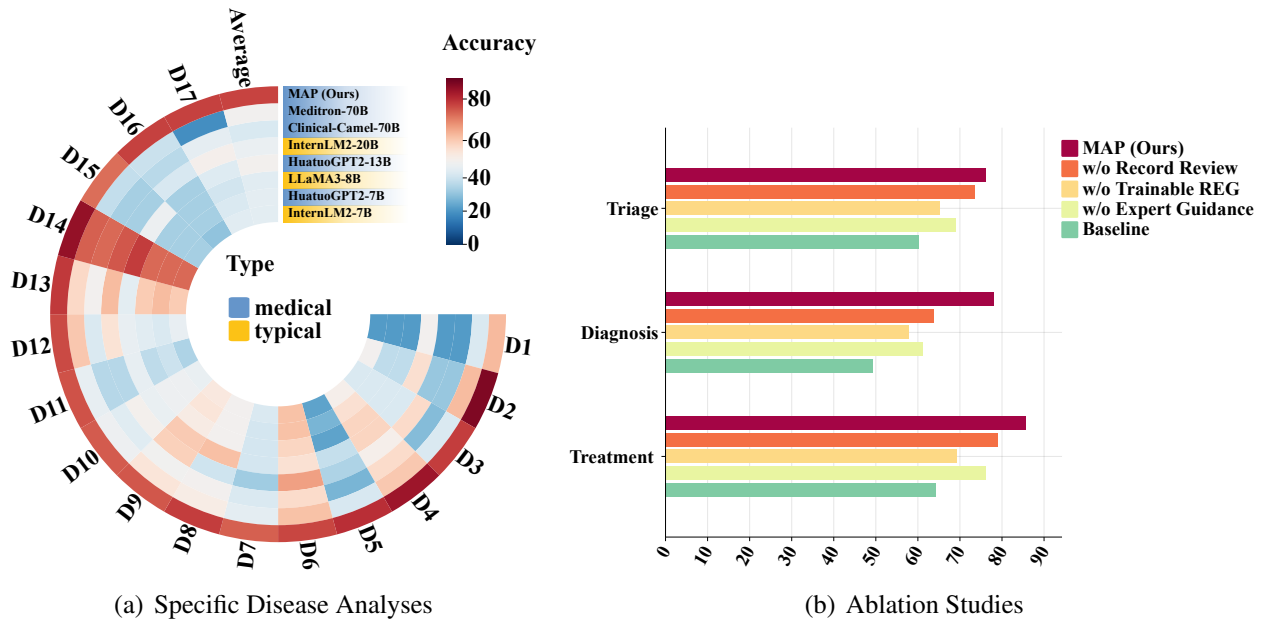 Average
D17
D16
D15
D14
D13
D12
D11
D10
D9
D8
D7
D6
D5
D4
D3
D2
D1
MAP (Ours)
Meditron-70B
Clinical-Camel-70B
InternLM2-20B
HuatuoGPT2-13B
LLaMA3-8B
HuatuoGPT2-7B
InternLM2-7B
Accuracy
80
60
40
20
0
Type
medical
typical
(a) Specific Disease Analyses
Triage
Diagnosis
Treatment
0
10
20
30
40
50
60
70
80
90
MAP (Ours)
w/o Record Review
w/o Trainable REG
w/o Expert Guidance
Baseline
(b) Ablation Studies